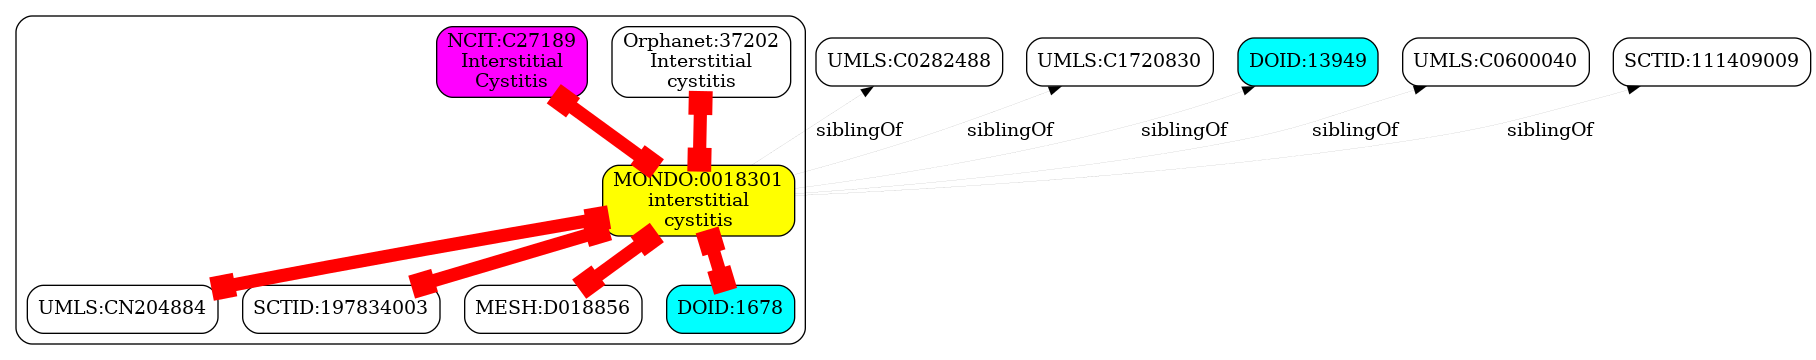 NCIT:C27189
Interstitial
Cystitis
Orphanet:37202
Interstitial
cystitis
UMLS:C0282488
UMLS:C1720830
DOID:13949
UMLS:C0600040
SCTID:111409009
siblingOf
siblingOf
siblingOf
siblingOf
siblingOf
MONDO:0018301
interstitial
cystitis
UMLS:CN204884
SCTID:197834003
MESH:D018856
DOID:1678